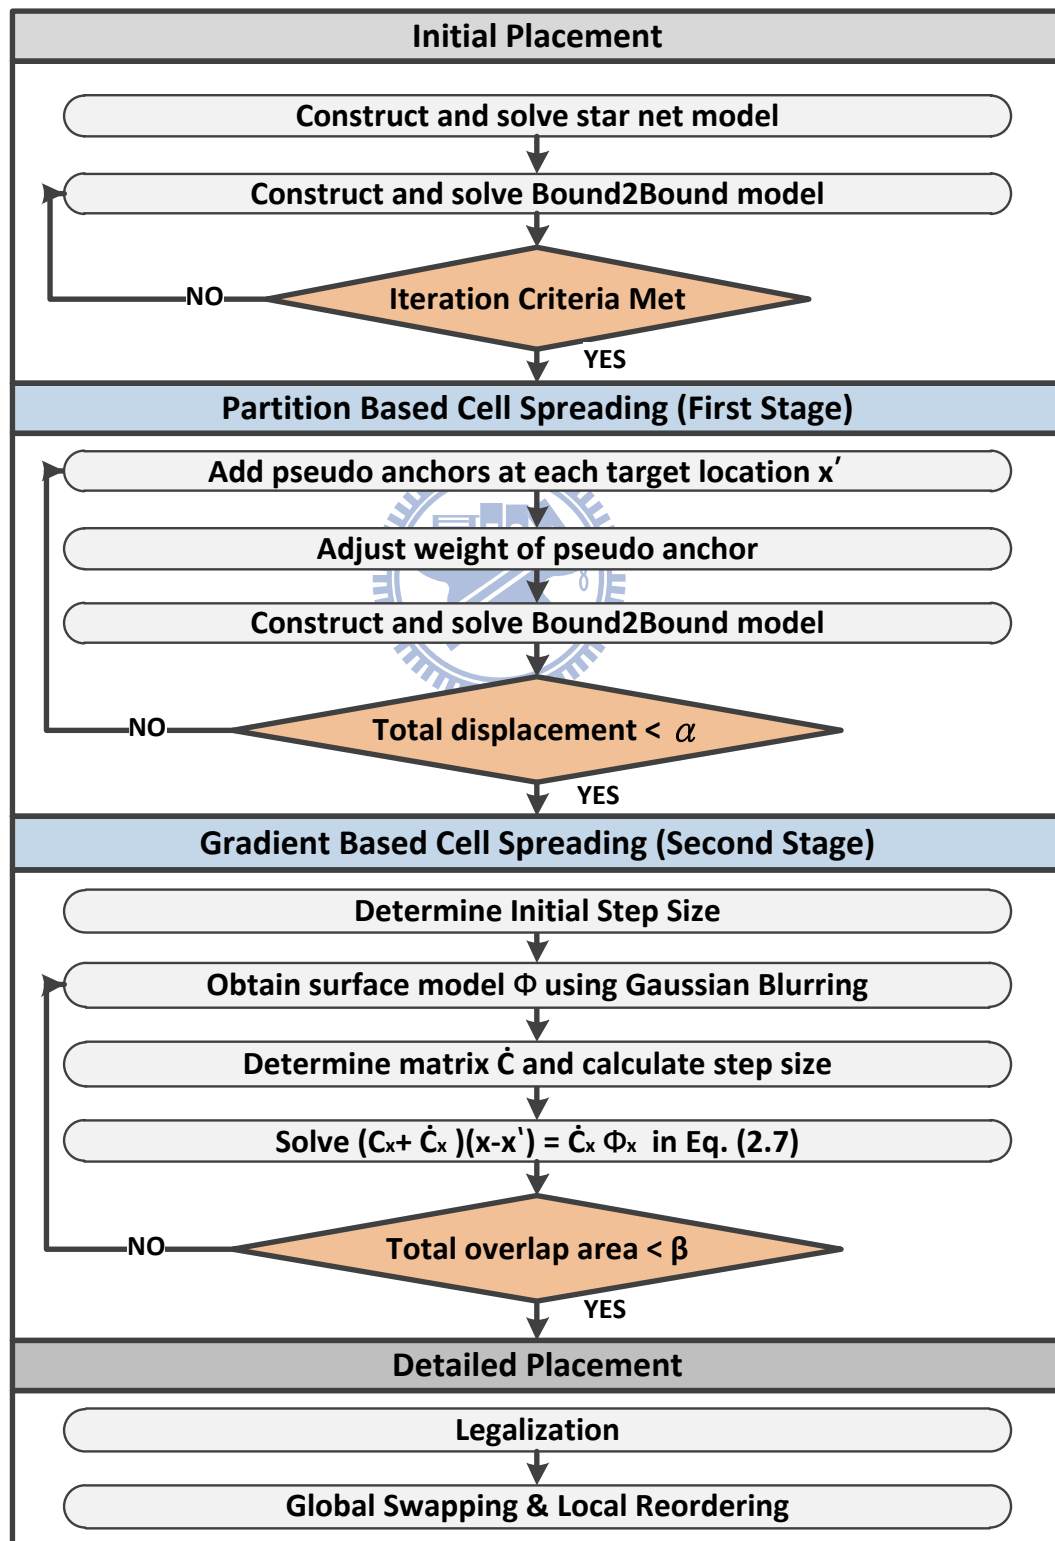 Initial Placement
Construct and solve star net model
Construct and solve Bound2Bound model
Iteration Criteria Met
NO
YES
Partition Based Cell Spreading (First Stage)
Add pseudo anchors at each target location x′
Adjust weight of pseudo anchor
Construct and solve Bound2Bound model
Total displacement < α
NO
YES
Gradient Based Cell Spreading (Second Stage)
Determine Initial Step Size
Obtain surface model Φ using Gaussian Blurring
Determine matrix Ċ and calculate step size
Solve (Cx+ Ċx )(x-x') = Ċx Φx in Eq. (2.7)
Total overlap area < β
NO
YES
Detailed Placement
Legalization
Global Swapping & Local Reordering